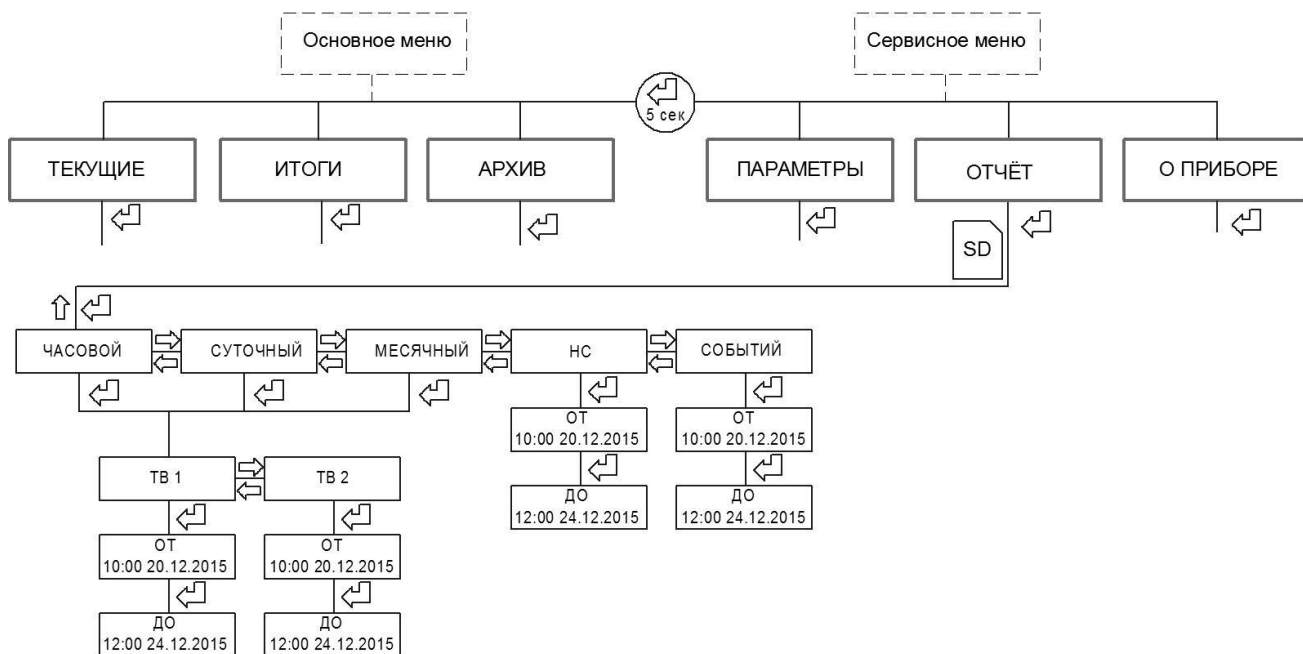 Основное меню
Сервисное меню
5 сек
ТЕКУЩИЕ
ИТОГИ
АРХИВ
ПАРАМЕТРЫ
ОТЧЁТ
О ПРИБОРЕ
SD
ЧАСОВОЙ
СУТОЧНЫЙ
МЕСЯЧНЫЙ
НС
СОБЫТИЙ
ОТ
10:00 20.12.2015
ОТ
10:00 20.12.2015
ДО
12:00 24.12.2015
ДО
12:00 24.12.2015
ТВ 1
ТВ 2
ОТ
10:00 20.12.2015
ОТ
10:00 20.12.2015
ДО
12:00 24.12.2015
ДО
12:00 24.12.2015